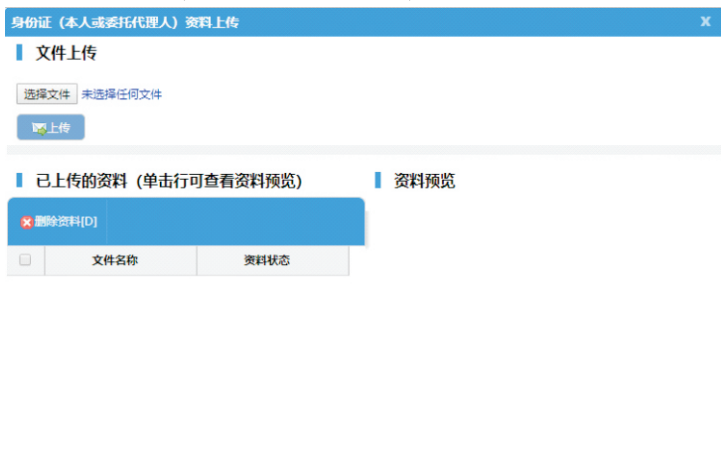 身份证（本人或委托代理人）资料上传 X
文件上传
选择文件 未选择任何文件
上传
已上传的资料（单击行可查看资料预览） 资料预览
删除资料[D]
文件名称 资料状态